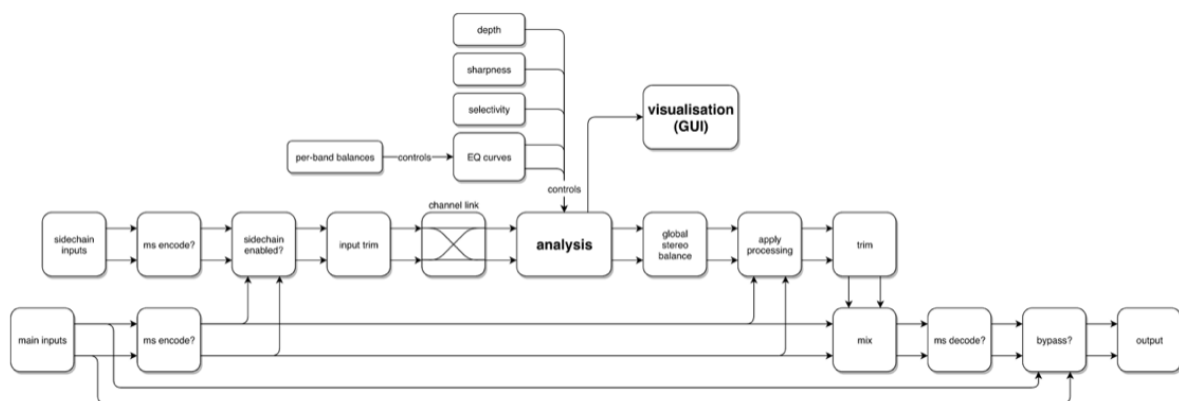 depth
sharpness
selectivity
visualisation
(GUI)
per-band balances
controls
EQ curves
controls
channel link
sidechain
inputs
ms encode?
sidechain
enabled?
input trim
analysis
global
stereo
balance
apply
processing
trim
main inputs
ms encode?
mix
ms decode?
bypass?
output